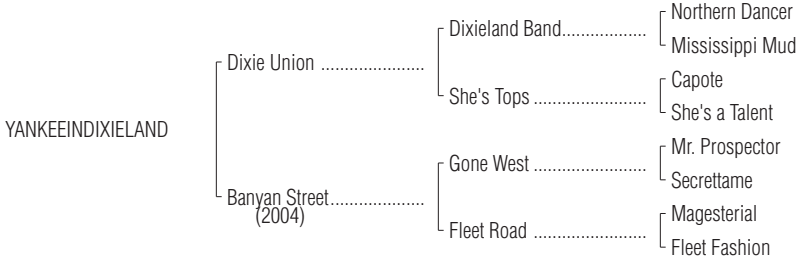 Northern Dancer
Dixieland Band....................
Mississippi Mud
Dixie Union ......................
Capote
She's Tops ........................
She's a Talent
YANKEEINDIXIELAND
Mr. Prospector
Gone West ........................
Secrettame
Banyan Street....................
(2004)
Magesterial
Fleet Road ........................
Fleet Fashion